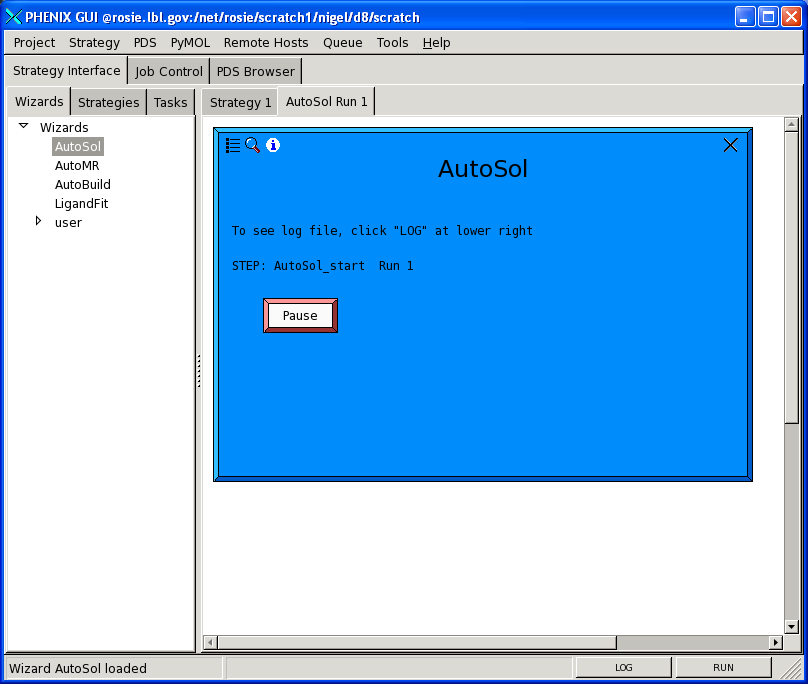 PHENIX GUI @rosie.lbl.gov:/net/rosie/scratch1/nigel/d8/scratch
Project Strategy PDS PyMOL Remote Hosts Queue Tools Help
Strategy Interface Job Control PDS Browser
Wizards Strategies Tasks Strategy 1 AutoSol Run 1
Wizards
AutoSol
AutoMR
AutoBuild
LigandFit
user
AutoSol
To see log file, click "LOG" at lower right
STEP: AutoSol_start Run 1
Pause
Wizard AutoSol loaded
LOG RUN